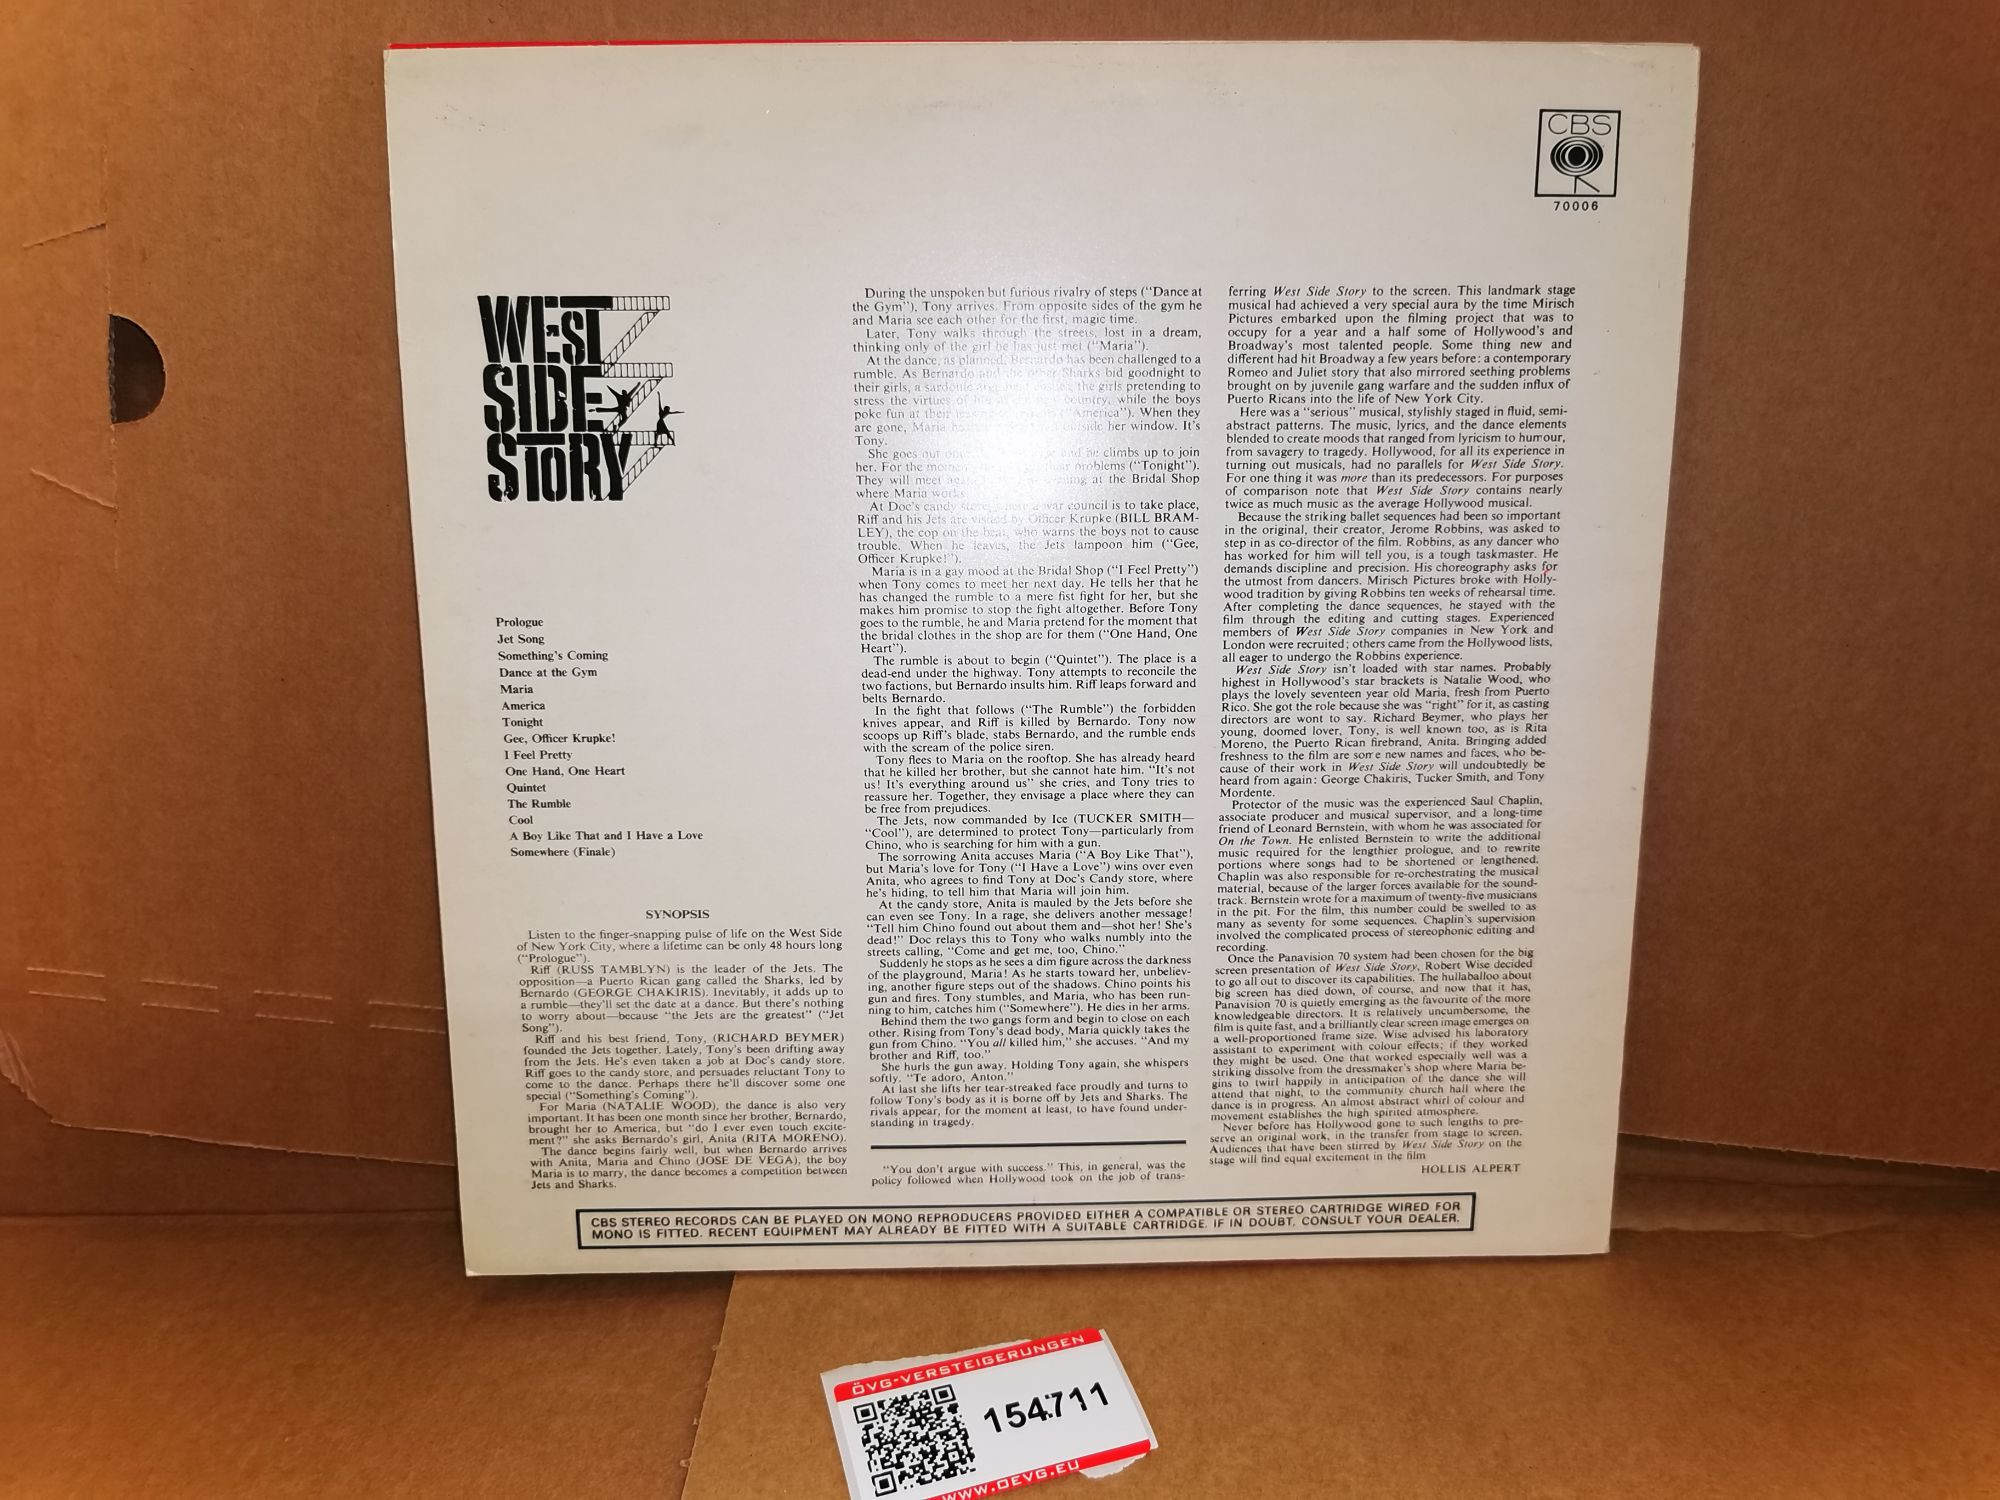 CBS
70006
WEST
SIDE
STORY
Prologue
Jet Song
Something's Coming
Dance at the Gym
Maria
America
Tonight
Gee, Officer Krupke!
I Feel Pretty
One Hand, One Heart
Quintet
The Rumble
Cool
A Boy Like That and I Have a Love
Somewhere (Finale)
SYNOPSIS
Listen to the finger-snapping pulse of life on the West Side
of New York City, where a lifetime can be only 48 hours long
("Prologue").
Riff (RUSS TAMBLYN) is the leader of the Jets. The
opposition—a Puerto Rican gang called the Sharks, led by
Bernardo (GEORGE CHAKIRIS). Inevitably, it adds up to
a rumble—they'll set the date at a dance. But there's nothing
to worry about—because "the Jets are the greatest" ("Jet
Song").
Riff and his best friend, Tony, (RICHARD BEYMER)
founded the Jets together. Lately, Tony's been drifting away
from the Jets. He's even taken a job at Doc's candy store.
Riff goes to the candy store, and persuades reluctant Tony to
come to the dance. Perhaps there he'll discover some one
special ("Something's Coming").
For Maria (NATALIE WOOD), the dance is also very
important. It has been one month since her brother, Bernardo,
brought her to America, but "do I ever even touch excite-
ment?" she asks Bernardo's girl, Anita (RITA MORENO).
The dance begins fairly well, but when Bernardo arrives
with Anita, Maria and Chino (JOSE DE VEGA), the boy
Maria is to marry, the dance becomes a competition between
Jets and Sharks.
During the unspoken but furious rivalry of steps ("Dance at
the Gym"), Tony arrives. From opposite sides of the gym he
and Maria see each other for the first, magic time.
Later, Tony walks through the streets, lost in a dream,
thinking only of the girl he has just met ("Maria").
At the dance, as planned, Bernardo has been challenged to a
rumble. As Bernardo and the other Sharks bid goodnight to
their girls, a sardonic the girls pretending to
stress the virtues of country, while the boys
poke fun at their ("America"). When they
are gone, Maria outside her window. It's
Tony.
She goes out and he climbs up to join
her. For the problems ("Tonight").
They will meet at the Bridal Shop
where Maria works
At Doc's candy store, war council is to take place,
Riff and his Jets are visited by Officer Krupke (BILL BRAM-
LEY), the cop on the beat, who warns the boys not to cause
trouble. When he leaves, the Jets lampoon him ("Gee,
Officer Krupke!").
Maria is in a gay mood at the Bridal Shop ("I Feel Pretty")
when Tony comes to meet her next day. He tells her that he
has changed the rumble to a mere fist fight for her, but she
makes him promise to stop the fight altogether. Before Tony
goes to the rumble, he and Maria pretend for the moment that
the bridal clothes in the shop are for them ("One Hand, One
Heart").
The rumble is about to begin ("Quintet"). The place is a
dead-end under the highway. Tony attempts to reconcile the
two factions, but Bernardo insults him. Riff leaps forward and
belts Bernardo.
In the fight that follows ("The Rumble") the forbidden
knives appear, and Riff is killed by Bernardo. Tony now
scoops up Riff's blade, stabs Bernardo, and the rumble ends
with the scream of the police siren.
Tony flees to Maria on the rooftop. She has already heard
that he killed her brother, but she cannot hate him. "It's not
us! It's everything around us" she cries, and Tony tries to
reassure her. Together, they envisage a place where they can
be free from prejudices.
The Jets, now commanded by Ice (TUCKER SMITH—
"Cool"), are determined to protect Tony—particularly from
Chino, who is searching for him with a gun.
The sorrowing Anita accuses Maria ("A Boy Like That"),
but Maria's love for Tony ("I Have a Love") wins over even
Anita, who agrees to find Tony at Doc's Candy store, where
he's hiding, to tell him that Maria will join him.
At the candy store, Anita is mauled by the Jets before she
can even see Tony. In a rage, she delivers another message!
"Tell him Chino found out about them and—shot her! She's
dead!" Doc relays this to Tony who walks numbly into the
streets calling, "Come and get me, too, Chino."
Suddenly he stops as he sees a dim figure across the darkness
of the playground, Maria! As he starts toward her, unbeliev-
ing, another figure steps out of the shadows. Chino points his
gun and fires. Tony stumbles, and Maria, who has been run-
ning to him, catches him ("Somewhere"). He dies in her arms.
Behind them the two gangs form and begin to close on each
other. Rising from Tony's dead body, Maria quickly takes the
gun from Chino. "You all killed him," she accuses. "And my
brother and Riff, too."
She hurls the gun away. Holding Tony again, she whispers
softly. "Te adoro, Anton."
At last she lifts her tear-streaked face proudly and turns to
follow Tony's body as it is borne off by Jets and Sharks. The
rivals appear, for the moment at least, to have found under-
standing in tragedy.
"You don't argue with success." This, in general, was the
policy followed when Hollywood took on the job of trans-
ferring West Side Story to the screen. This landmark stage
musical had achieved a very special aura by the time Mirisch
Pictures embarked upon the filming project that was to
occupy for a year and a half some of Hollywood's and
Broadway's most talented people. Some thing new and
different had hit Broadway a few years before: a contemporary
Romeo and Juliet story that also mirrored seething problems
brought on by juvenile gang warfare and the sudden influx of
Puerto Ricans into the life of New York City.
Here was a "serious" musical, stylishly staged in fluid, semi-
abstract patterns. The music, lyrics, and the dance elements
blended to create moods that ranged from lyricism to humour,
from savagery to tragedy. Hollywood, for all its experience in
turning out musicals, had no parallels for West Side Story.
For one thing it was more than its predecessors. For purposes
of comparison note that West Side Story contains nearly
twice as much music as the average Hollywood musical.
Because the striking ballet sequences had been so important
in the original, their creator, Jerome Robbins, was asked to
step in as co-director of the film. Robbins, as any dancer who
has worked for him will tell you, is a tough taskmaster. He
demands discipline and precision. His choreography asks for
the utmost from dancers. Mirisch Pictures broke with Holly-
wood tradition by giving Robbins ten weeks of rehearsal time.
After completing the dance sequences, he stayed with the
film through the editing and cutting stages. Experienced
members of West Side Story companies in New York and
London were recruited; others came from the Hollywood lists,
all eager to undergo the Robbins experience.
West Side Story isn't loaded with star names. Probably
highest in Hollywood's star brackets is Natalie Wood, who
plays the lovely seventeen year old Maria, fresh from Puerto
Rico. She got the role because she was "right" for it, as casting
directors are wont to say. Richard Beymer, who plays her
young, doomed lover, Tony, is well known too, as is Rita
Moreno, the Puerto Rican firebrand, Anita. Bringing added
freshness to the film are some new names and faces, who be-
cause of their work in West Side Story will undoubtedly be
heard from again: George Chakiris, Tucker Smith, and Tony
Mordente.
Protector of the music was the experienced Saul Chaplin,
associate producer and musical supervisor, and a long-time
friend of Leonard Bernstein, with whom he was associated for
On the Town. He enlisted Bernstein to write the additional
music required for the lengthier prologue, and to rewrite
portions where songs had to be shortened or lengthened.
Chaplin was also responsible for re-orchestrating the musical
material, because of the larger forces available for the sound-
track. Bernstein wrote for a maximum of twenty-five musicians
in the pit. For the film, this number could be swelled to as
many as seventy for some sequences. Chaplin's supervision
involved the complicated process of stereophonic editing and
recording.
Once the Panavision 70 system had been chosen for the big
screen presentation of West Side Story, Robert Wise decided
to go all out to discover its capabilities. The hullaballoo about
big screen has died down, of course, and now that it has,
Panavision 70 is quietly emerging as the favourite of the more
knowledgeable directors. It is relatively uncumbersome, the
film is quite fast, and a brilliantly clear screen image emerges on
a well-proportioned frame size. Wise advised his laboratory
assistant to experiment with colour effects; if they worked
they might be used. One that worked especially well was a
striking dissolve from the dressmaker's shop where Maria be-
gins to twirl happily in anticipation of the dance she will
attend that night, to the community church hall where the
dance is in progress. An almost abstract whirl of colour and
movement establishes the high spirited atmosphere.
Never before has Hollywood gone to such lengths to pre-
serve an original work, in the transfer from stage to screen.
Audiences that have been stirred by West Side Story on the
stage will find equal excitement in the film
HOLLIS ALPERT
CBS STEREO RECORDS CAN BE PLAYED ON MONO REPRODUCERS PROVIDED EITHER A COMPATIBLE OR STEREO CARTRIDGE WIRED FOR
MONO IS FITTED. RECENT EQUIPMENT MAY ALREADY BE FITTED WITH A SUITABLE CARTRIDGE. IF IN DOUBT, CONSULT YOUR DEALER.
ÖVG-VERSTEIGERUNGEN
154711
WWW.OEVG.EU